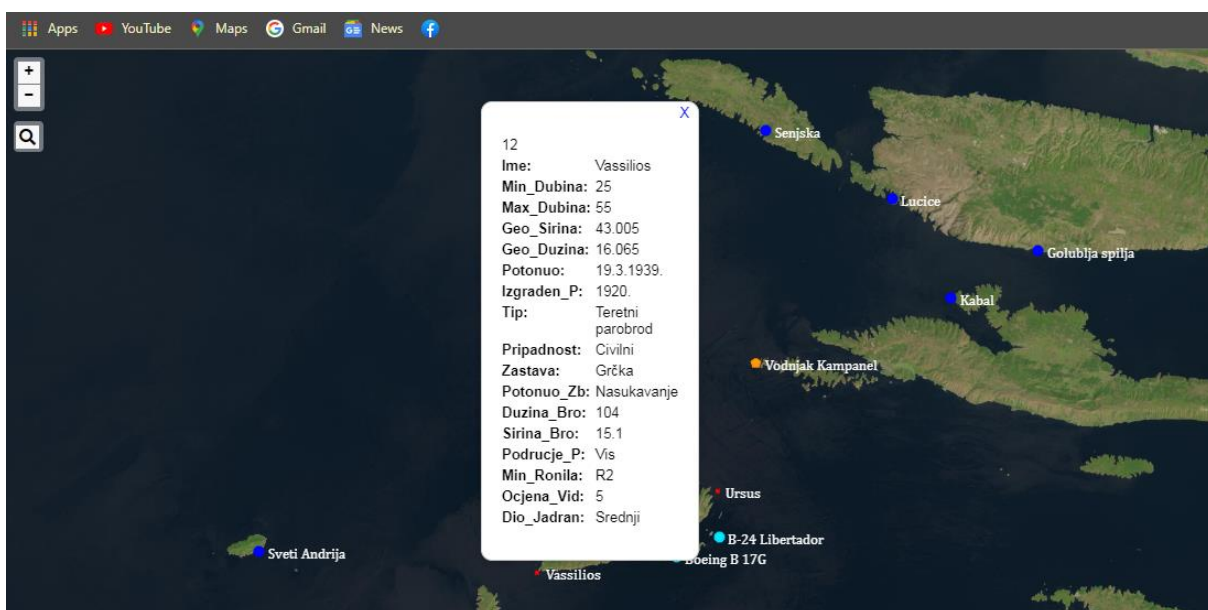 Apps YouTube Maps Gmail News
+
-
X
12
Ime: Vassilios
Min_Dubina: 25
Max_Dubina: 55
Geo_Sirina: 43.005
Geo_Duzina: 16.065
Potonuo: 19.3.1939.
Izgraden_P: 1920.
Tip: Teretni
parobrod
Pripadnost: Civilni
Zastava: Grčka
Potonuo_Zb: Nasukavanje
Duzina_Bro: 104
Sirina_Bro: 15.1
Podrucje_P: Vis
Min_Ronila: R2
Ocjena_Vid: 5
Dio_Jadran: Srednji
Senjska
Lucice
Golublja spilja
Kabal
Vodnjak Kampanel
Ursus
B-24 Libertador
Boeing B 17G
Sveti Andrija
Vassilios